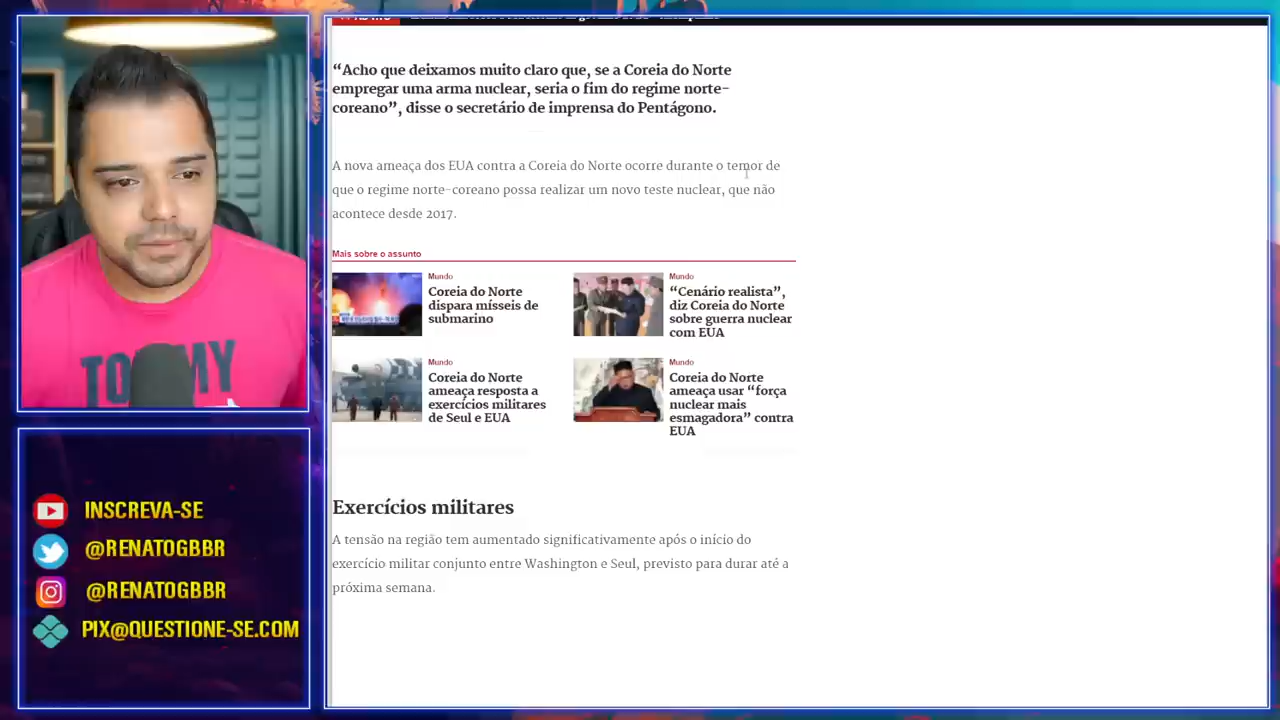 “Acho que deixamos muito claro que, se a Coreia do Norte
empregar uma arma nuclear, seria o fim do regime norte-
coreano”, disse o secretário de imprensa do Pentágono.
A nova ameaça dos EUA contra a Coreia do Norte ocorre durante o temor de
que o regime norte-coreano possa realizar um novo teste nuclear, que não
acontece desde 2017.
Mais sobre o assunto
Mundo
Coreia do Norte
dispara mísseis de
submarino
Mundo
“Cenário realista”,
diz Coreia do Norte
sobre guerra nuclear
com EUA
Mundo
Coreia do Norte
ameaça resposta a
exercícios militares
de Seul e EUA
Mundo
Coreia do Norte
ameaça usar “força
nuclear mais
esmagadora” contra
EUA
Exercícios militares
A tensão na região tem aumentado significativamente após o início do
exercício militar conjunto entre Washington e Seul, previsto para durar até a
próxima semana.
TOMMY
INSCREVA-SE
@RENATOGBBR
@RENATOGBBR
PIX@QUESTIONE-SE.COM